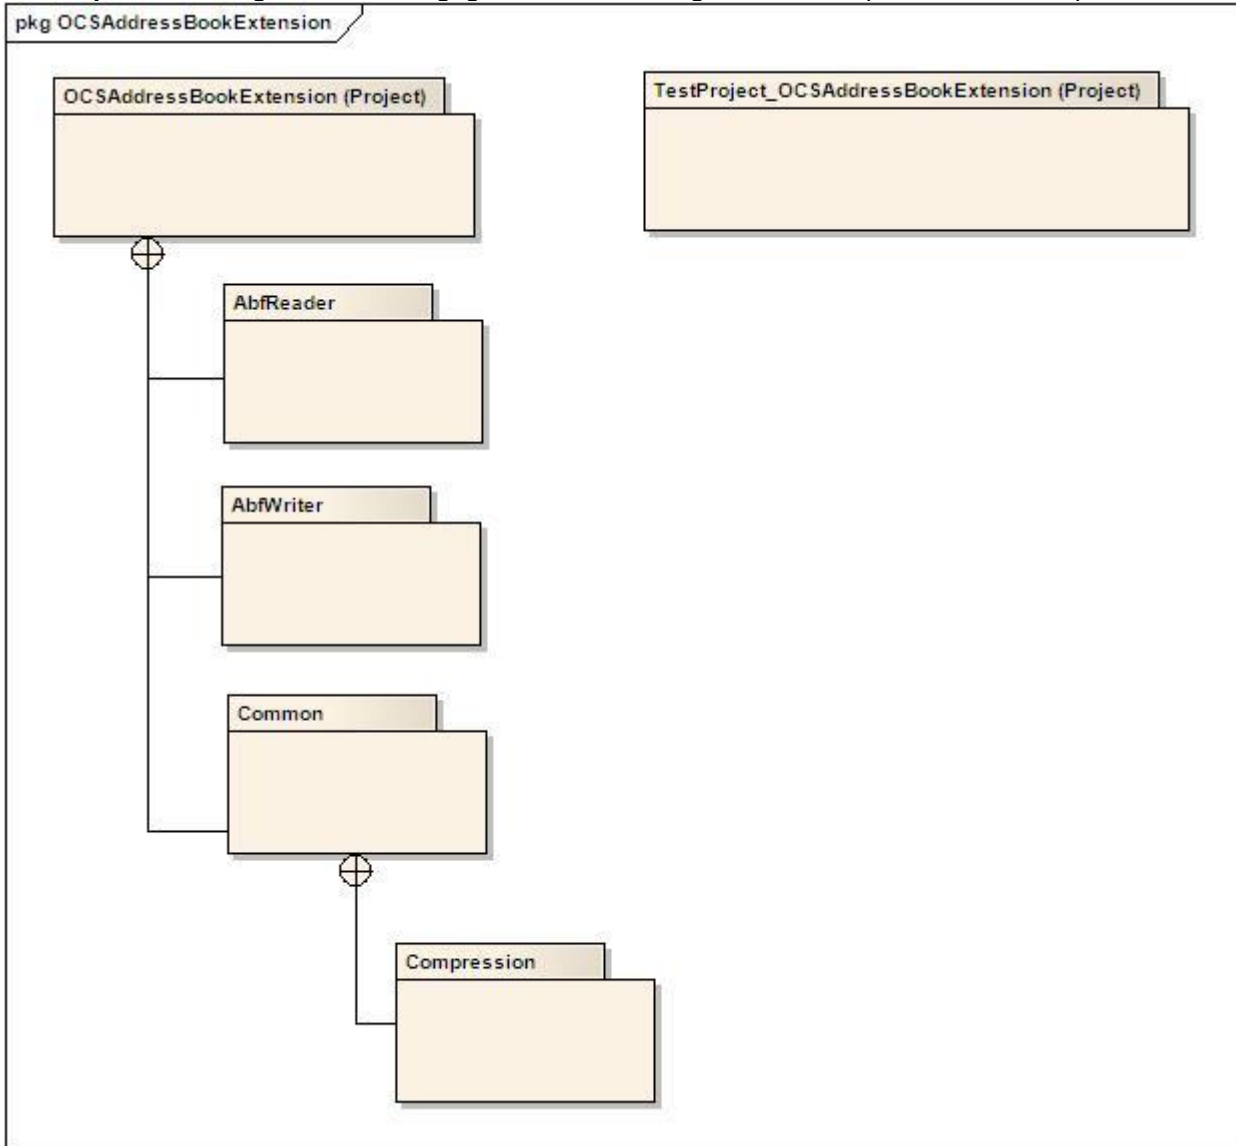 pkg OCSAddressBookExtension
OCSAddressBookExtension (Project)
TestProject_OCSAddressBookExtension (Project)
AbfReader
AbfWriter
Common
Compression